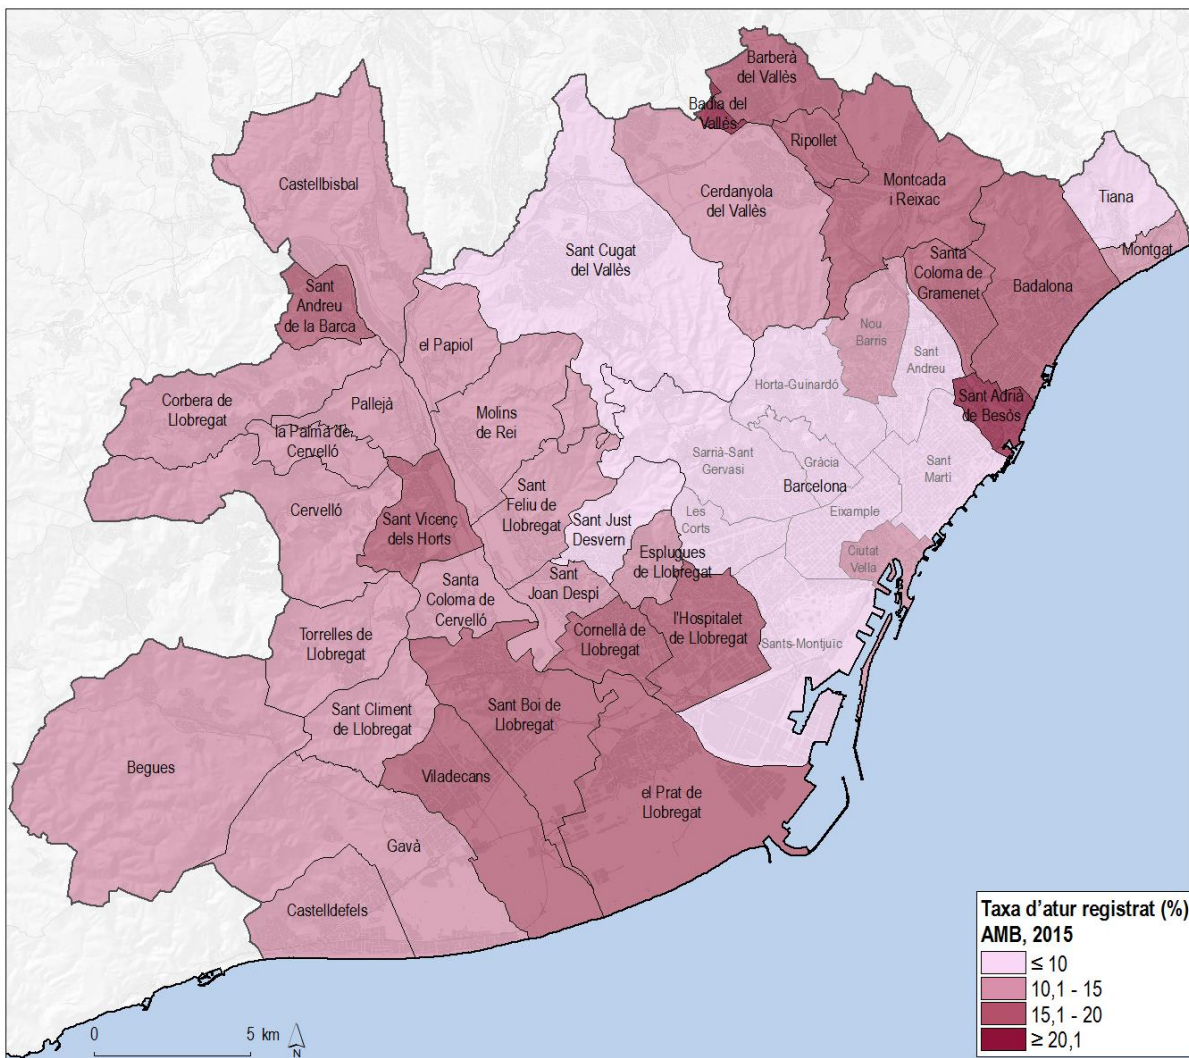 Barberà
del Vallès
Badia del
Vallès
Ripollet
Castellbisbal
Cerdanyola
del Vallès
Montcada
i Reixac
Tiana
Montgat
Sant Cugat
del Vallès
Santa
Coloma de
Gramenet
Badalona
Sant
Andreu
de la Barca
Nou
Barris
el Papiol
Sant
Andreu
Horta-Guinardó
Corbera de
Llobregat
Pallejà
Molins
de Rei
Sant Adrià
de Besòs
la Palma de
Cervelló
Sarrià-Sant
Gervasi
Gràcia
Sant
Martí
Barcelona
Cervelló
Sant
Feliu de
Llobregat
Sant Vicenç
dels Horts
Sant Just
Desvern
Les
Corts
Eixample
Esplugues
de Llobregat
Ciutat
Vella
Santa
Coloma de
Cervelló
Sant
Joan Despí
Torrelles de
Llobregat
Cornellà de
Llobregat
l'Hospitalet
de Llobregat
Sants-Montjuïc
Sant Climent
de Llobregat
Sant Boi de
Llobregat
Begues
Viladecans
el Prat de
Llobregat
Gavà
Castelldefels
Taxa d'atur registrat (%)
AMB, 2015
≤ 10
10,1 - 15
15,1 - 20
≥ 20,1
0 5 km
N